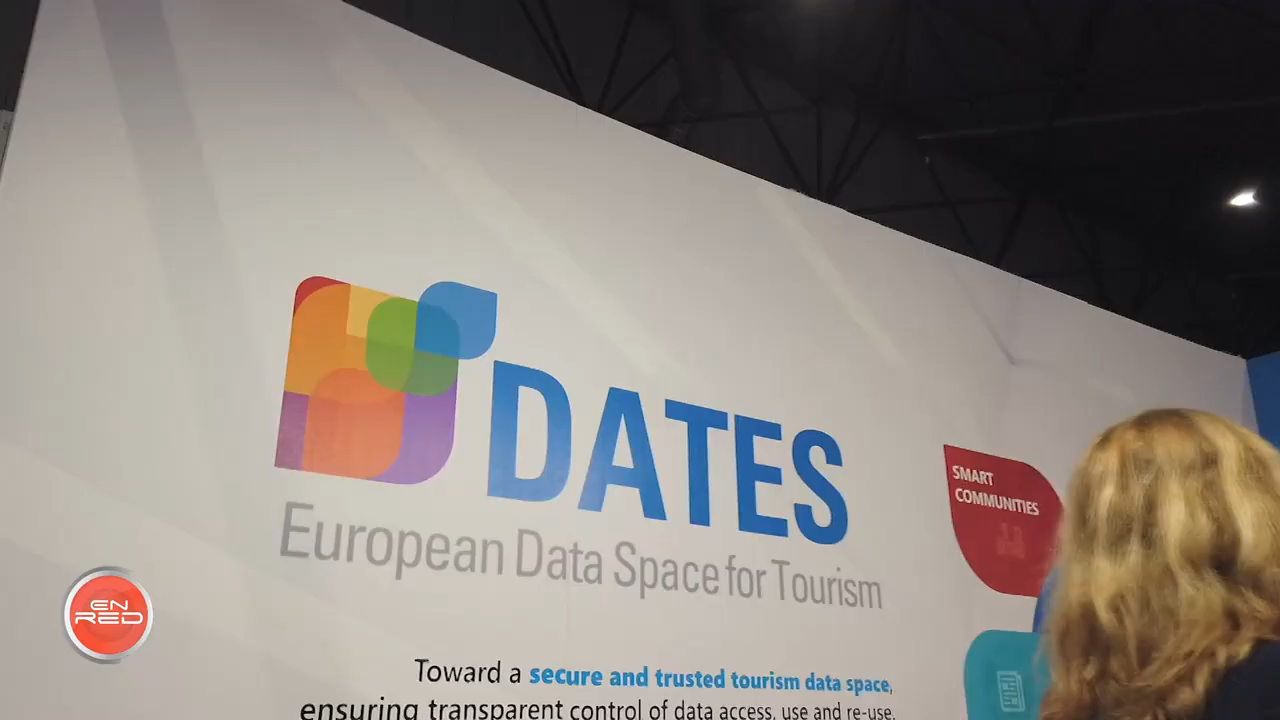 DATES
European Data Space for Tourism
SMART
COMMUNITIES
Toward a secure and trusted tourism data space,
ensuring transparent control of data access, use and re-use.
EN
RED